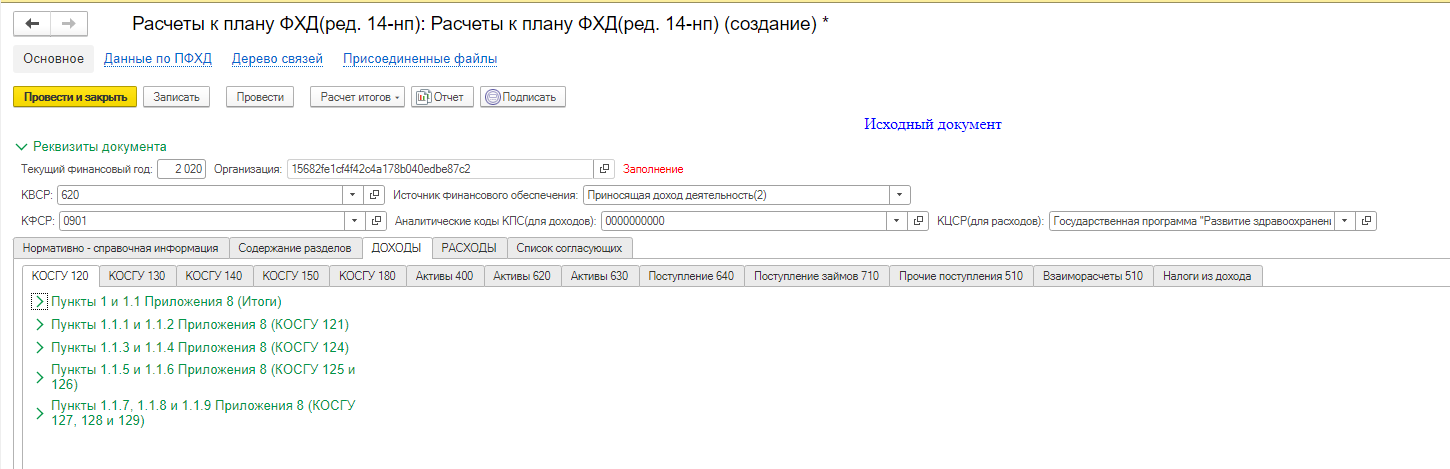 Расчеты к плану ФХД(ред. 14-нп): Расчеты к плану ФХД(ред. 14-нп) (создание) *
Основное Данные по ПФХД Дерево связей Присоединенные файлы
Провести и закрыть Записать Провести Расчет итогов Отчет Подписать
Исходный документ
Реквизиты документа
Текущий финансовый год: 2 020 Организация: 15682fe1cf4f42c4a178b040edbe87c2 Заполнение
КВСР: 620 Источник финансового обеспечения: Приносящая доход деятельность(2)
КФСР: 0901 Аналитические коды КПС(для доходов): 0000000000 КЦСР(для расходов): Государственная программа "Развитие здравоохранени
Нормативно - справочная информация Содержание разделов ДОХОДЫ РАСХОДЫ Список согласующих
КОСГУ 120 КОСГУ 130 КОСГУ 140 КОСГУ 150 КОСГУ 180 Активы 400 Активы 620 Активы 630 Поступление 640 Поступление займов 710 Прочие поступления 510 Взаиморасчеты 510 Налоги из дохода
Пункты 1 и 1.1 Приложения 8 (Итоги)
Пункты 1.1.1 и 1.1.2 Приложения 8 (КОСГУ 121)
Пункты 1.1.3 и 1.1.4 Приложения 8 (КОСГУ 124)
Пункты 1.1.5 и 1.1.6 Приложения 8 (КОСГУ 125 и
126)
Пункты 1.1.7, 1.1.8 и 1.1.9 Приложения 8 (КОСГУ
127, 128 и 129)